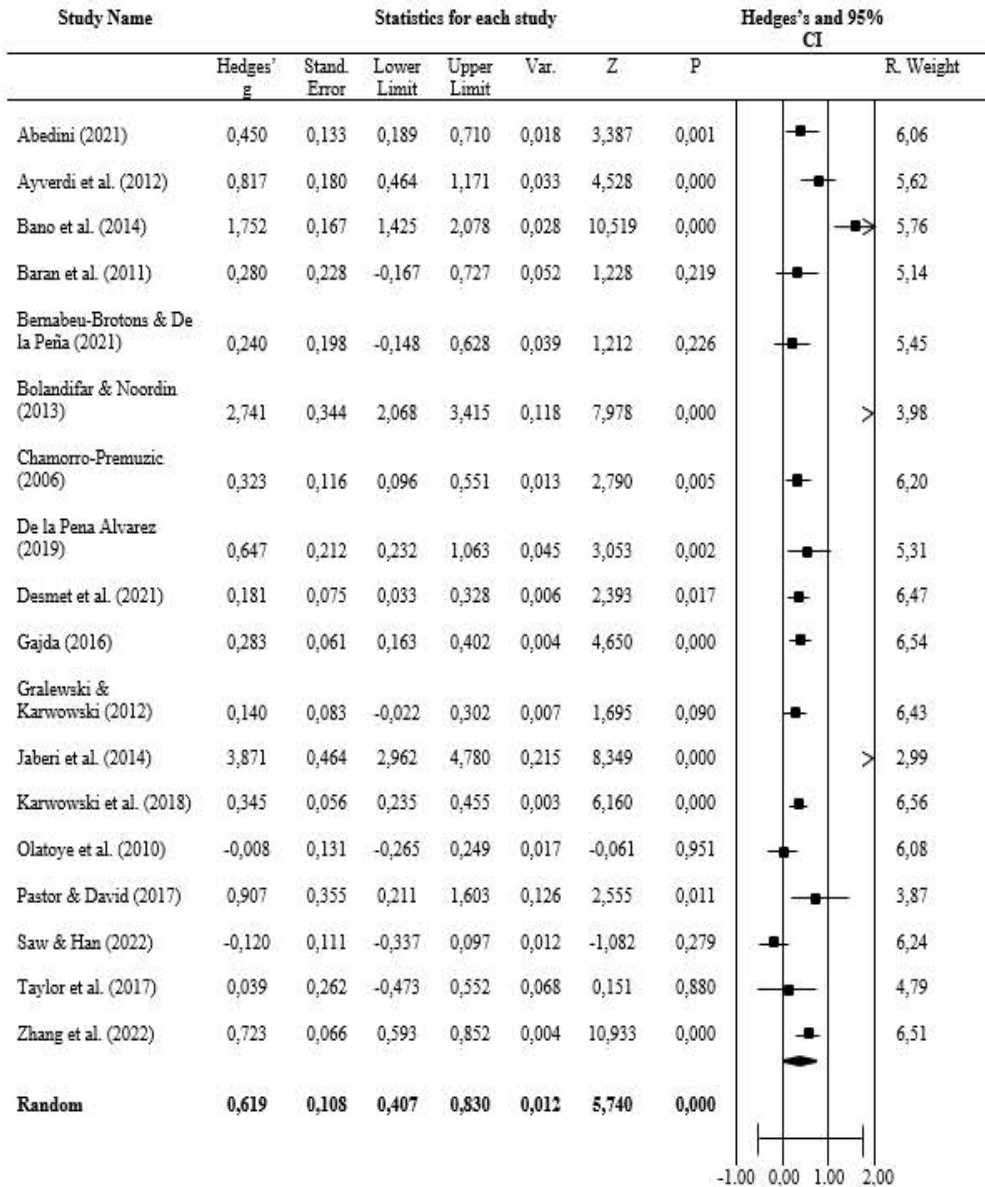 Study Name Statistics for each study Hedges's and 95%
CI
Hedges' Stand. Lower Upper Var. Z P R. Weight
g Error Limit Limit
Abedini (2021) 0,450 0,133 0,189 0,710 0,018 3,387 0,001 6,06
Ayverdi et al. (2012) 0,817 0,180 0,464 1,171 0,033 4,528 0,000 5,62
Bano et al. (2014) 1,752 0,167 1,425 2,078 0,028 10,519 0,000 5,76
Baran et al. (2011) 0,280 0,228 -0,167 0,727 0,052 1,228 0,219 5,14
Bernabeu-Brotons & De
la Peña (2021) 0,240 0,198 -0,148 0,628 0,039 1,212 0,226 5,45
Bolandifar & Noordin
(2013) 2,741 0,344 2,068 3,415 0,118 7,978 0,000 3,98
Chamorro-Premuzic
(2006) 0,323 0,116 0,096 0,551 0,013 2,790 0,005 6,20
De la Pena Alvarez
(2019) 0,647 0,212 0,232 1,063 0,045 3,053 0,002 5,31
Desmet et al. (2021) 0,181 0,075 0,033 0,328 0,006 2,393 0,017 6,47
Gajda (2016) 0,283 0,061 0,163 0,402 0,004 4,650 0,000 6,54
Gralewski &
Karwowski (2012) 0,140 0,083 -0,022 0,302 0,007 1,695 0,090 6,43
Jaberi et al. (2014) 3,871 0,464 2,962 4,780 0,215 8,349 0,000 2,99
Karwowski et al. (2018) 0,345 0,056 0,235 0,455 0,003 6,160 0,000 6,56
Olatoye et al. (2010) -0,008 0,131 -0,265 0,249 0,017 -0,061 0,951 6,08
Pastor & David (2017) 0,907 0,355 0,211 1,603 0,126 2,555 0,011 3,87
Saw & Han (2022) -0,120 0,111 -0,337 0,097 0,012 -1,082 0,279 6,24
Taylor et al. (2017) 0,039 0,262 -0,473 0,552 0,068 0,151 0,880 4,79
Zhang et al. (2022) 0,723 0,066 0,593 0,852 0,004 10,933 0,000 6,51
Random 0,619 0,108 0,407 0,830 0,012 5,740 0,000
-1.00 0,00 1,00 2,00